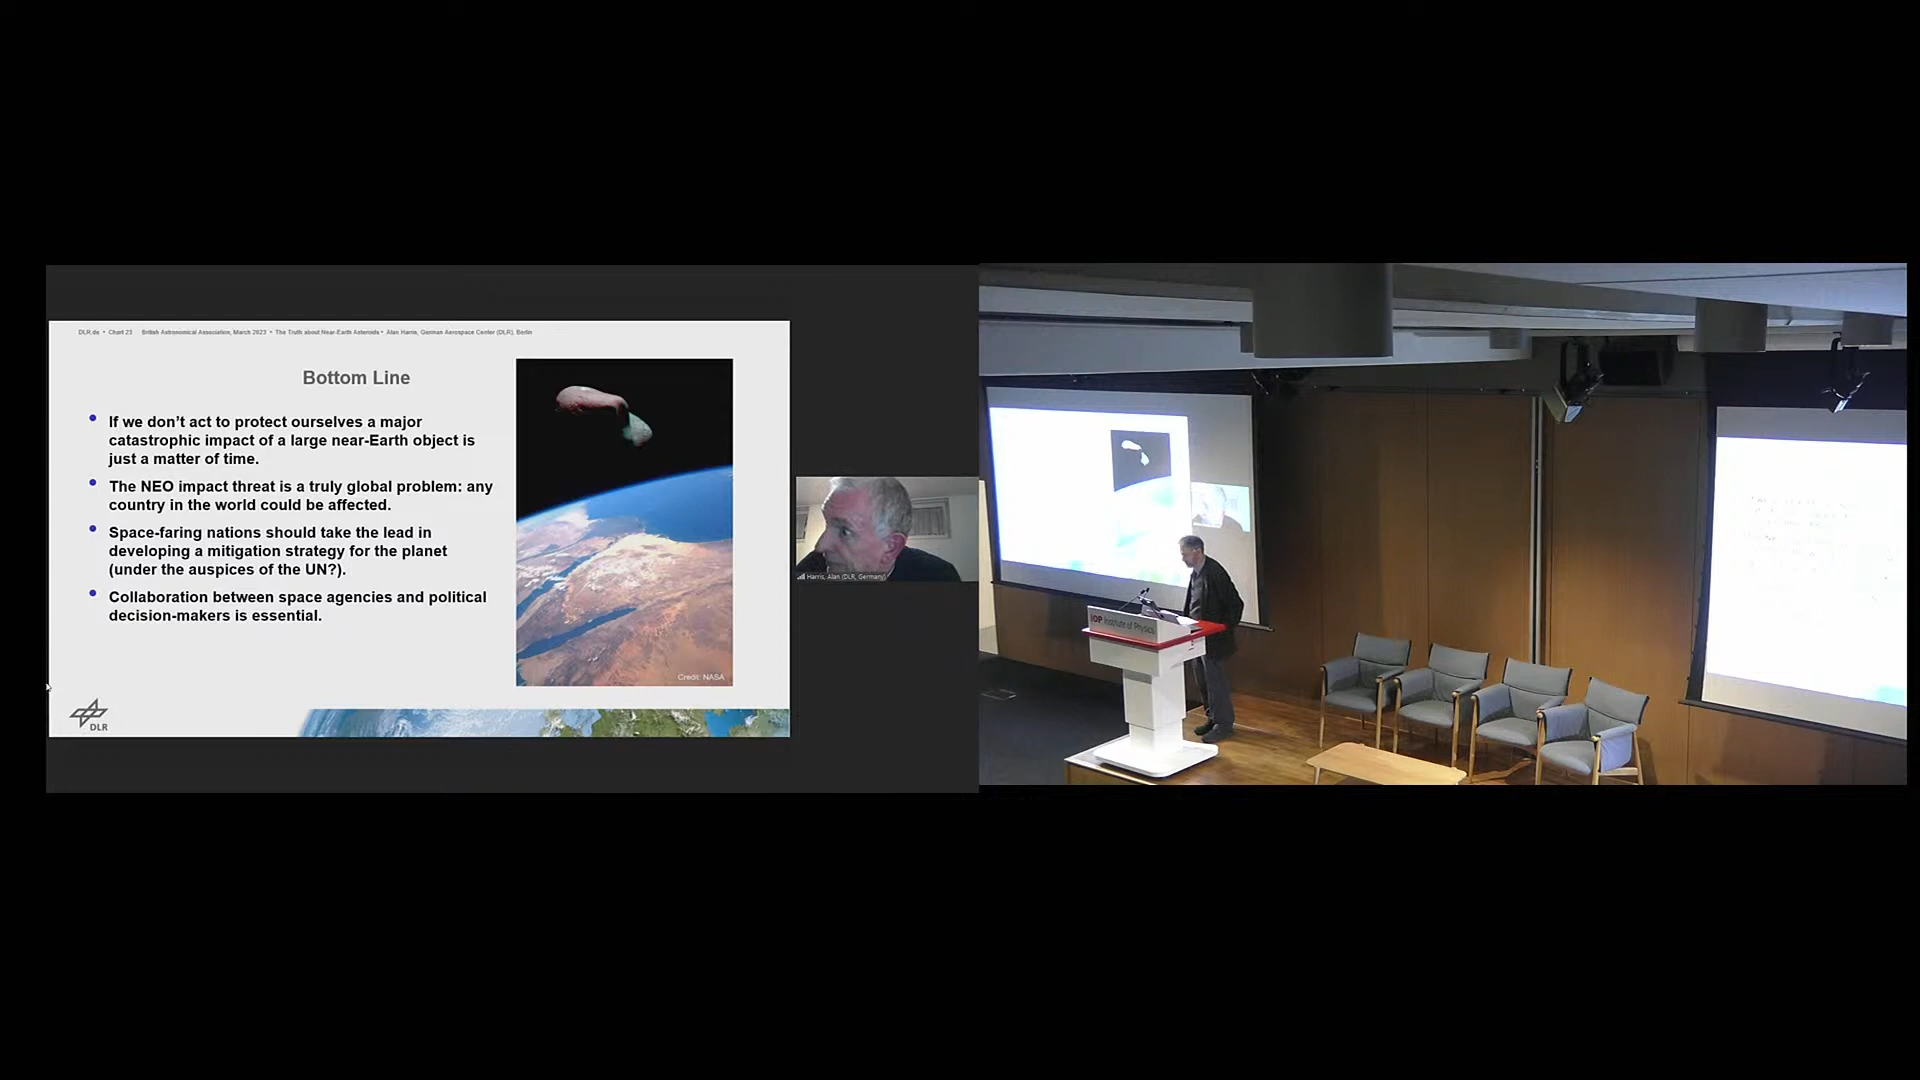 DLR.de • Chart 23 British Astronomical Association, March 2023 • The Truth about Near-Earth Asteroids • Alan Harris, German Aerospace Center (DLR), Berlin
Bottom Line
• If we don't act to protect ourselves a major
catastrophic impact of a large near-Earth object is
just a matter of time.
• The NEO impact threat is a truly global problem: any
country in the world could be affected.
• Space-faring nations should take the lead in
developing a mitigation strategy for the planet
(under the auspices of the UN?).
• Collaboration between space agencies and political
decision-makers is essential.
Credit: NASA
DLR
Harris, Alan (DLR, Germany)
IOP Institute of Physics